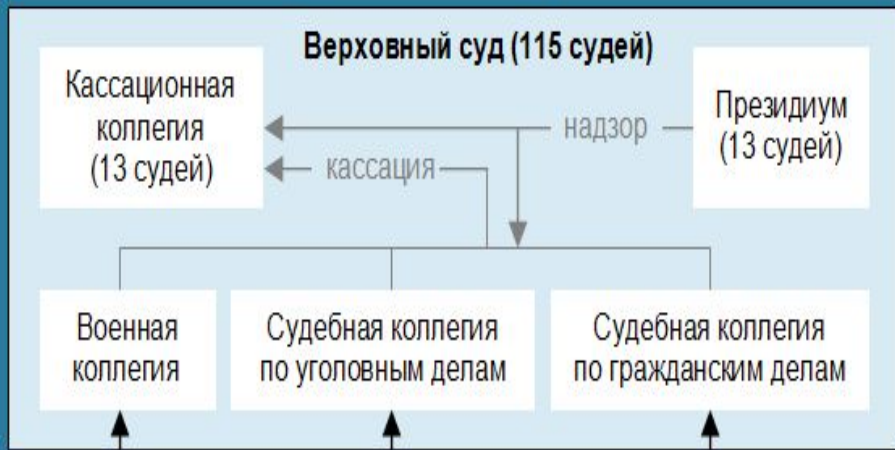 Верховный суд (115 судей)
Кассационная
коллегия
(13 судей)
надзор
Президиум
(13 судей)
кассация
Военная
коллегия
Судебная коллегия
по уголовным делам
Судебная коллегия
по гражданским делам